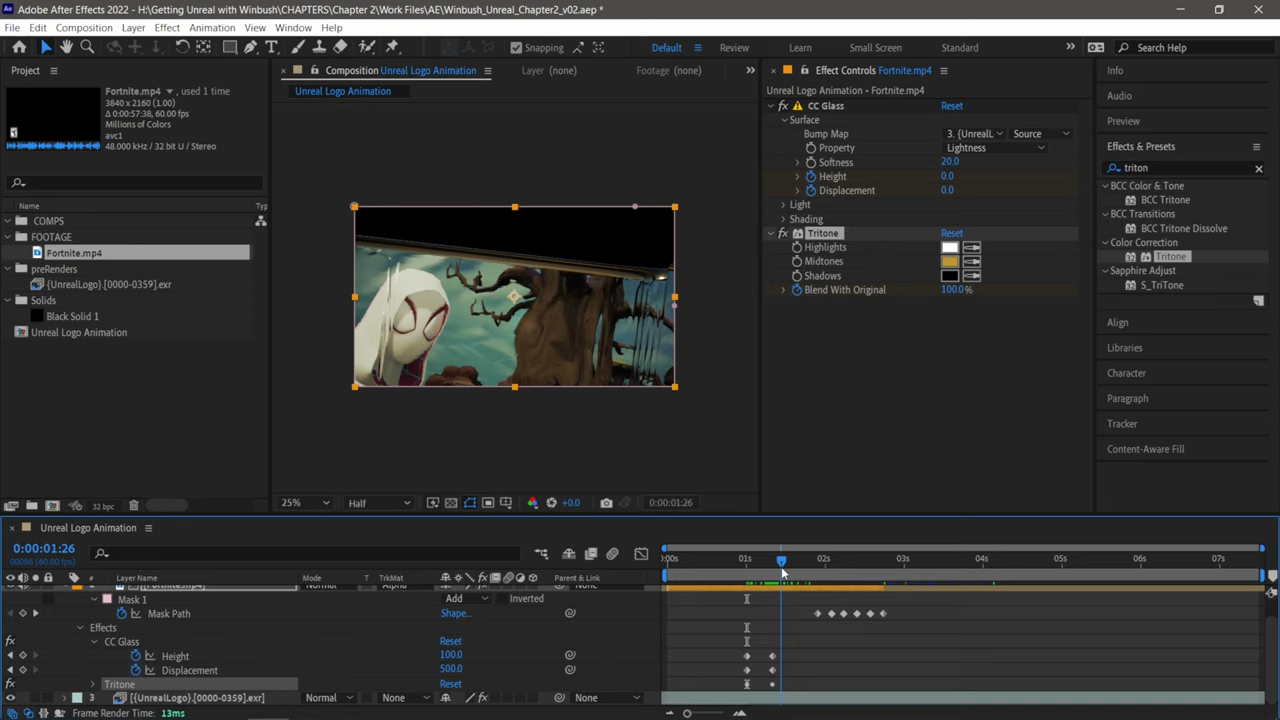 Adobe After Effects 2022 - H:\Getting Unreal with Winbush\CHAPTERS\Chapter 2\Work Files\AE\Winbush_Unreal_Chapter2_v02.aep *
File Edit Composition Layer Effect Animation View Window Help
Snapping Default Review Learn Small Screen Standard Search Help
Project
Fortnite.mp4 , used 1 time
3840 x 2160 (1.00)
Δ 0:00:57:38, 60.00 fps
Millions of Colors
avc1
48.000 kHz / 32 bit U / Stereo
Name Typ
COMPS
FOOTAGE
Fortnite.mp4
preRenders
{UnrealLogo}.[0000-0359].exr
Solids
Black Solid 1
Unreal Logo Animation
32 bpc
Composition Unreal Logo Animation Layer (none) Footage (none)
Unreal Logo Animation
25% Half +0.0 0:00:01:26
Effect Controls Fortnite.mp4
Unreal Logo Animation • Fortnite.mp4
fx CC Glass Reset
Surface
Bump Map 3. {UnrealL Source
Property Lightness
Softness 20.0
Height 0.0
Displacement 0.0
Light
Shading
fx Tritone Reset
Highlights
Midtones
Shadows
Blend With Original 100.0%
Info
Audio
Preview
Effects & Presets
triton
BCC Color & Tone
BCC Tritone
BCC Transitions
BCC Tritone Dissolve
Color Correction
Tritone
Sapphire Adjust
S_TriTone
Align
Libraries
Character
Paragraph
Tracker
Content-Aware Fill
Unreal Logo Animation
0:00:01:26
00086 (60.00 fps)
:00s 01s 02s 03s 04s 05s 06s 07s
# Layer Name Mode T TrkMat Parent & Link
Mask 1 Add Inverted
Mask Path Shape...
Effects
fx CC Glass Reset
Height 100.0
Displacement 500.0
fx Tritone Reset
3 [{UnrealLogo}.[0000-0359].exr] Normal None fx None
Frame Render Time: 13ms